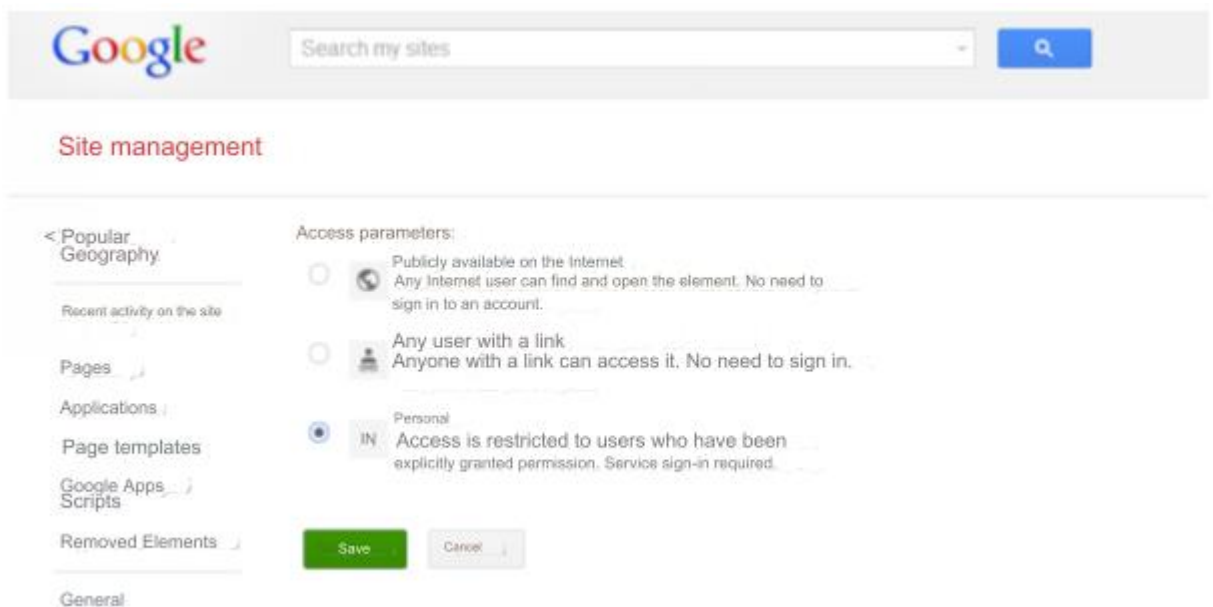 Google
Search my sites
Site management
< Popular
Geography
Recent activity on the site
Pages
Applications
Page templates
Google Apps
Scripts
Removed Elements
General
Access parameters:
Publicly available on the Internet
Any Internet user can find and open the element. No need to
sign in to an account.
Any user with a link
Anyone with a link can access it. No need to sign in.
Personal
IN
Access is restricted to users who have been
explicitly granted permission. Service sign-in required.
Save
Cancel